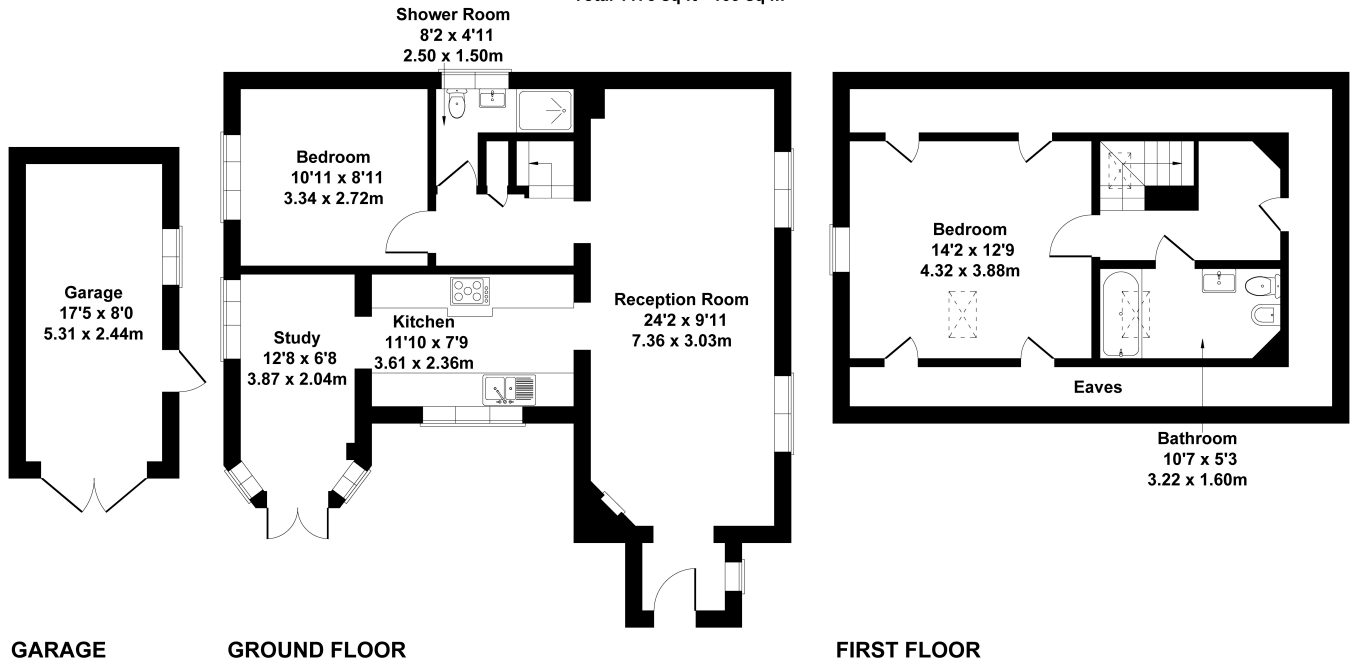 Shower Room
8'2 x 4'11
2.50 x 1.50m
Bedroom
10'11 x 8'11
3.34 x 2.72m
Garage
17'5 x 8'0
5.31 x 2.44m
Study
12'8 x 6'8
3.87 x 2.04m
Kitchen
11'10 x 7'9
3.61 x 2.36m
Reception Room
24'2 x 9'11
7.36 x 3.03m
Bedroom
14'2 x 12'9
4.32 x 3.88m
Eaves
Bathroom
10'7 x 5'3
3.22 x 1.60m
GARAGE
GROUND FLOOR
FIRST FLOOR